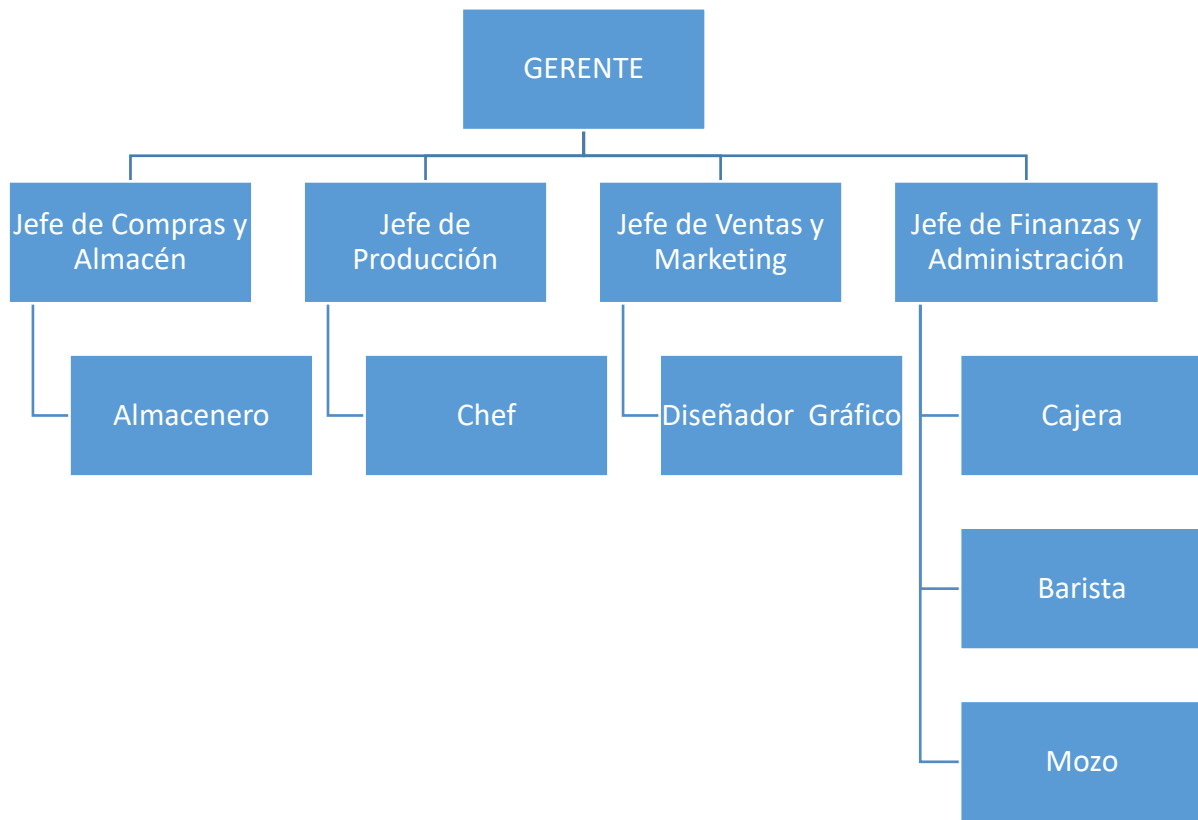 GERENTE
Jefe de Compras y
Almacén
Jefe de
Producción
Jefe de Ventas y
Marketing
Jefe de Finanzas y
Administración
Almacenero
Chef
Diseñador  Gráfico
Cajera
Barista
Mozo